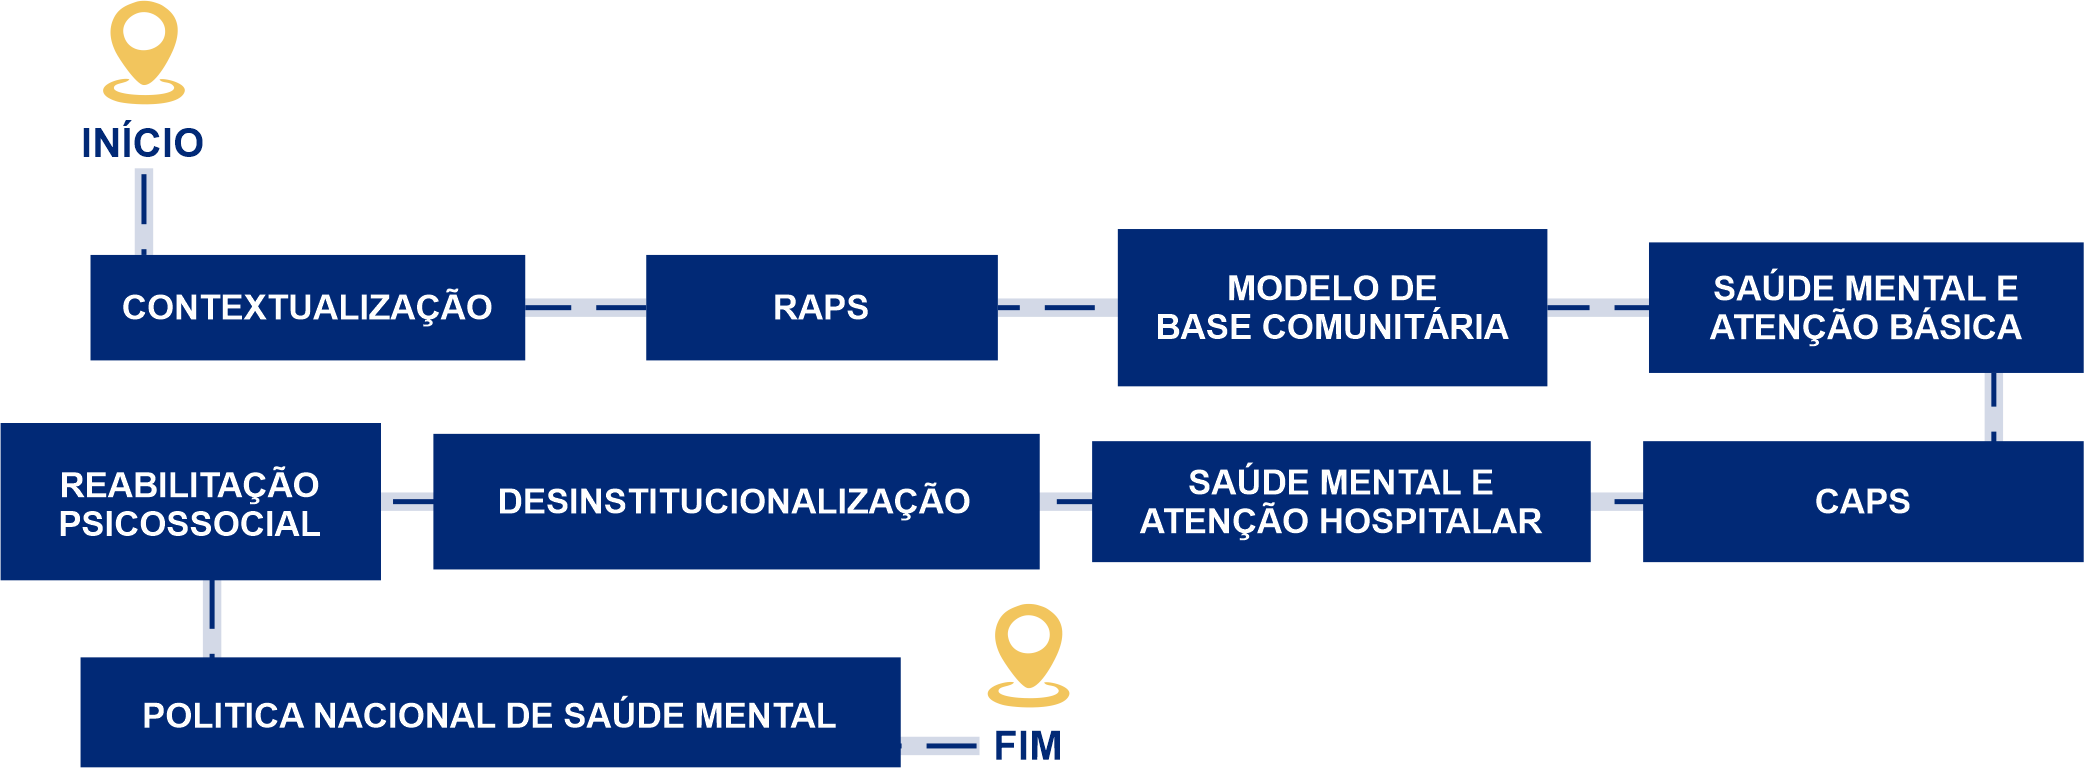 INÍCIO
CONTEXTUALIZAÇÃO
RAPS
MODELO DE
BASE COMUNITÁRIA
SAÚDE MENTAL E
ATENÇÃO BÁSICA
CAPS
SAÚDE MENTAL E
ATENÇÃO HOSPITALAR
DESINSTITUCIONALIZAÇÃO
REABILITAÇÃO
PSICOSSOCIAL
POLITICA NACIONAL DE SAÚDE MENTAL
FIM